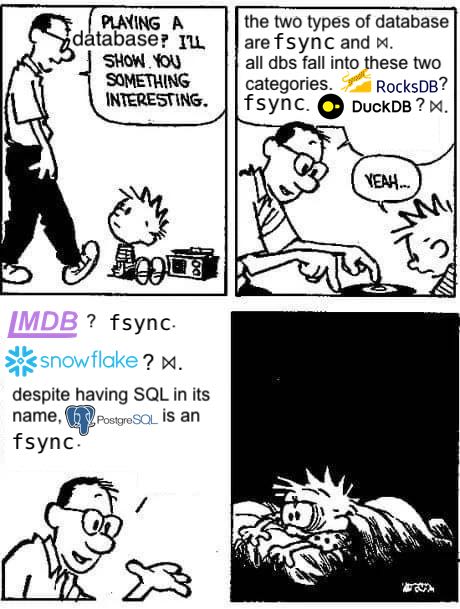 PLAYING A
database? I'LL
SHOW YOU
SOMETHING
INTERESTING.
the two types of database
are fsync and ⋈.
all dbs fall into these two
categories. RocksDB?
fsync. DuckDB? ⋈.
YEAH...
LMDB ? fsync.
snowflake ? ⋈.
despite having SQL in its
name, PostgreSQL is an
fsync.